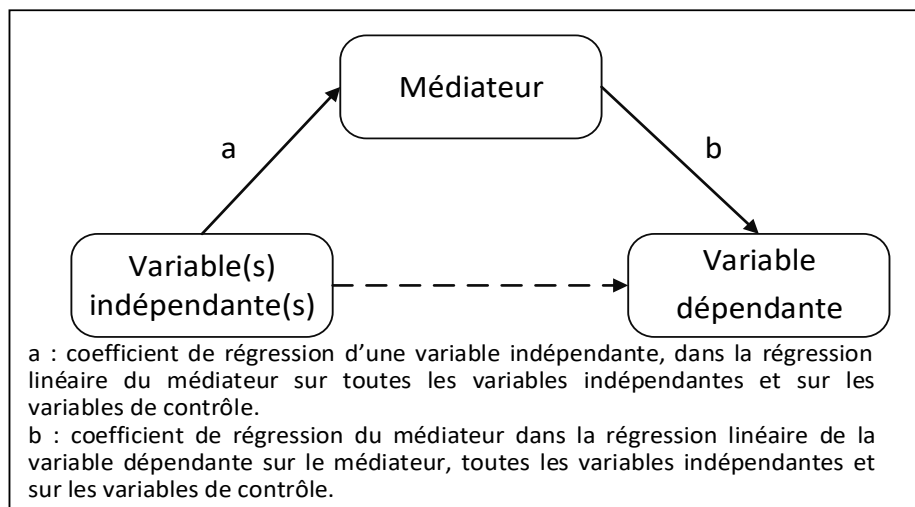 Médiateur
a
b
Variable(s)
indépendante(s)
Variable
dépendante
a : coefficient de régression d’une variable indépendante, dans la régression
linéaire du médiateur sur toutes les variables indépendantes et sur les
variables de contrôle.
b : coefficient de régression du médiateur dans la régression linéaire de la
variable dépendante sur le médiateur, toutes les variables indépendantes et
sur les variables de contrôle.